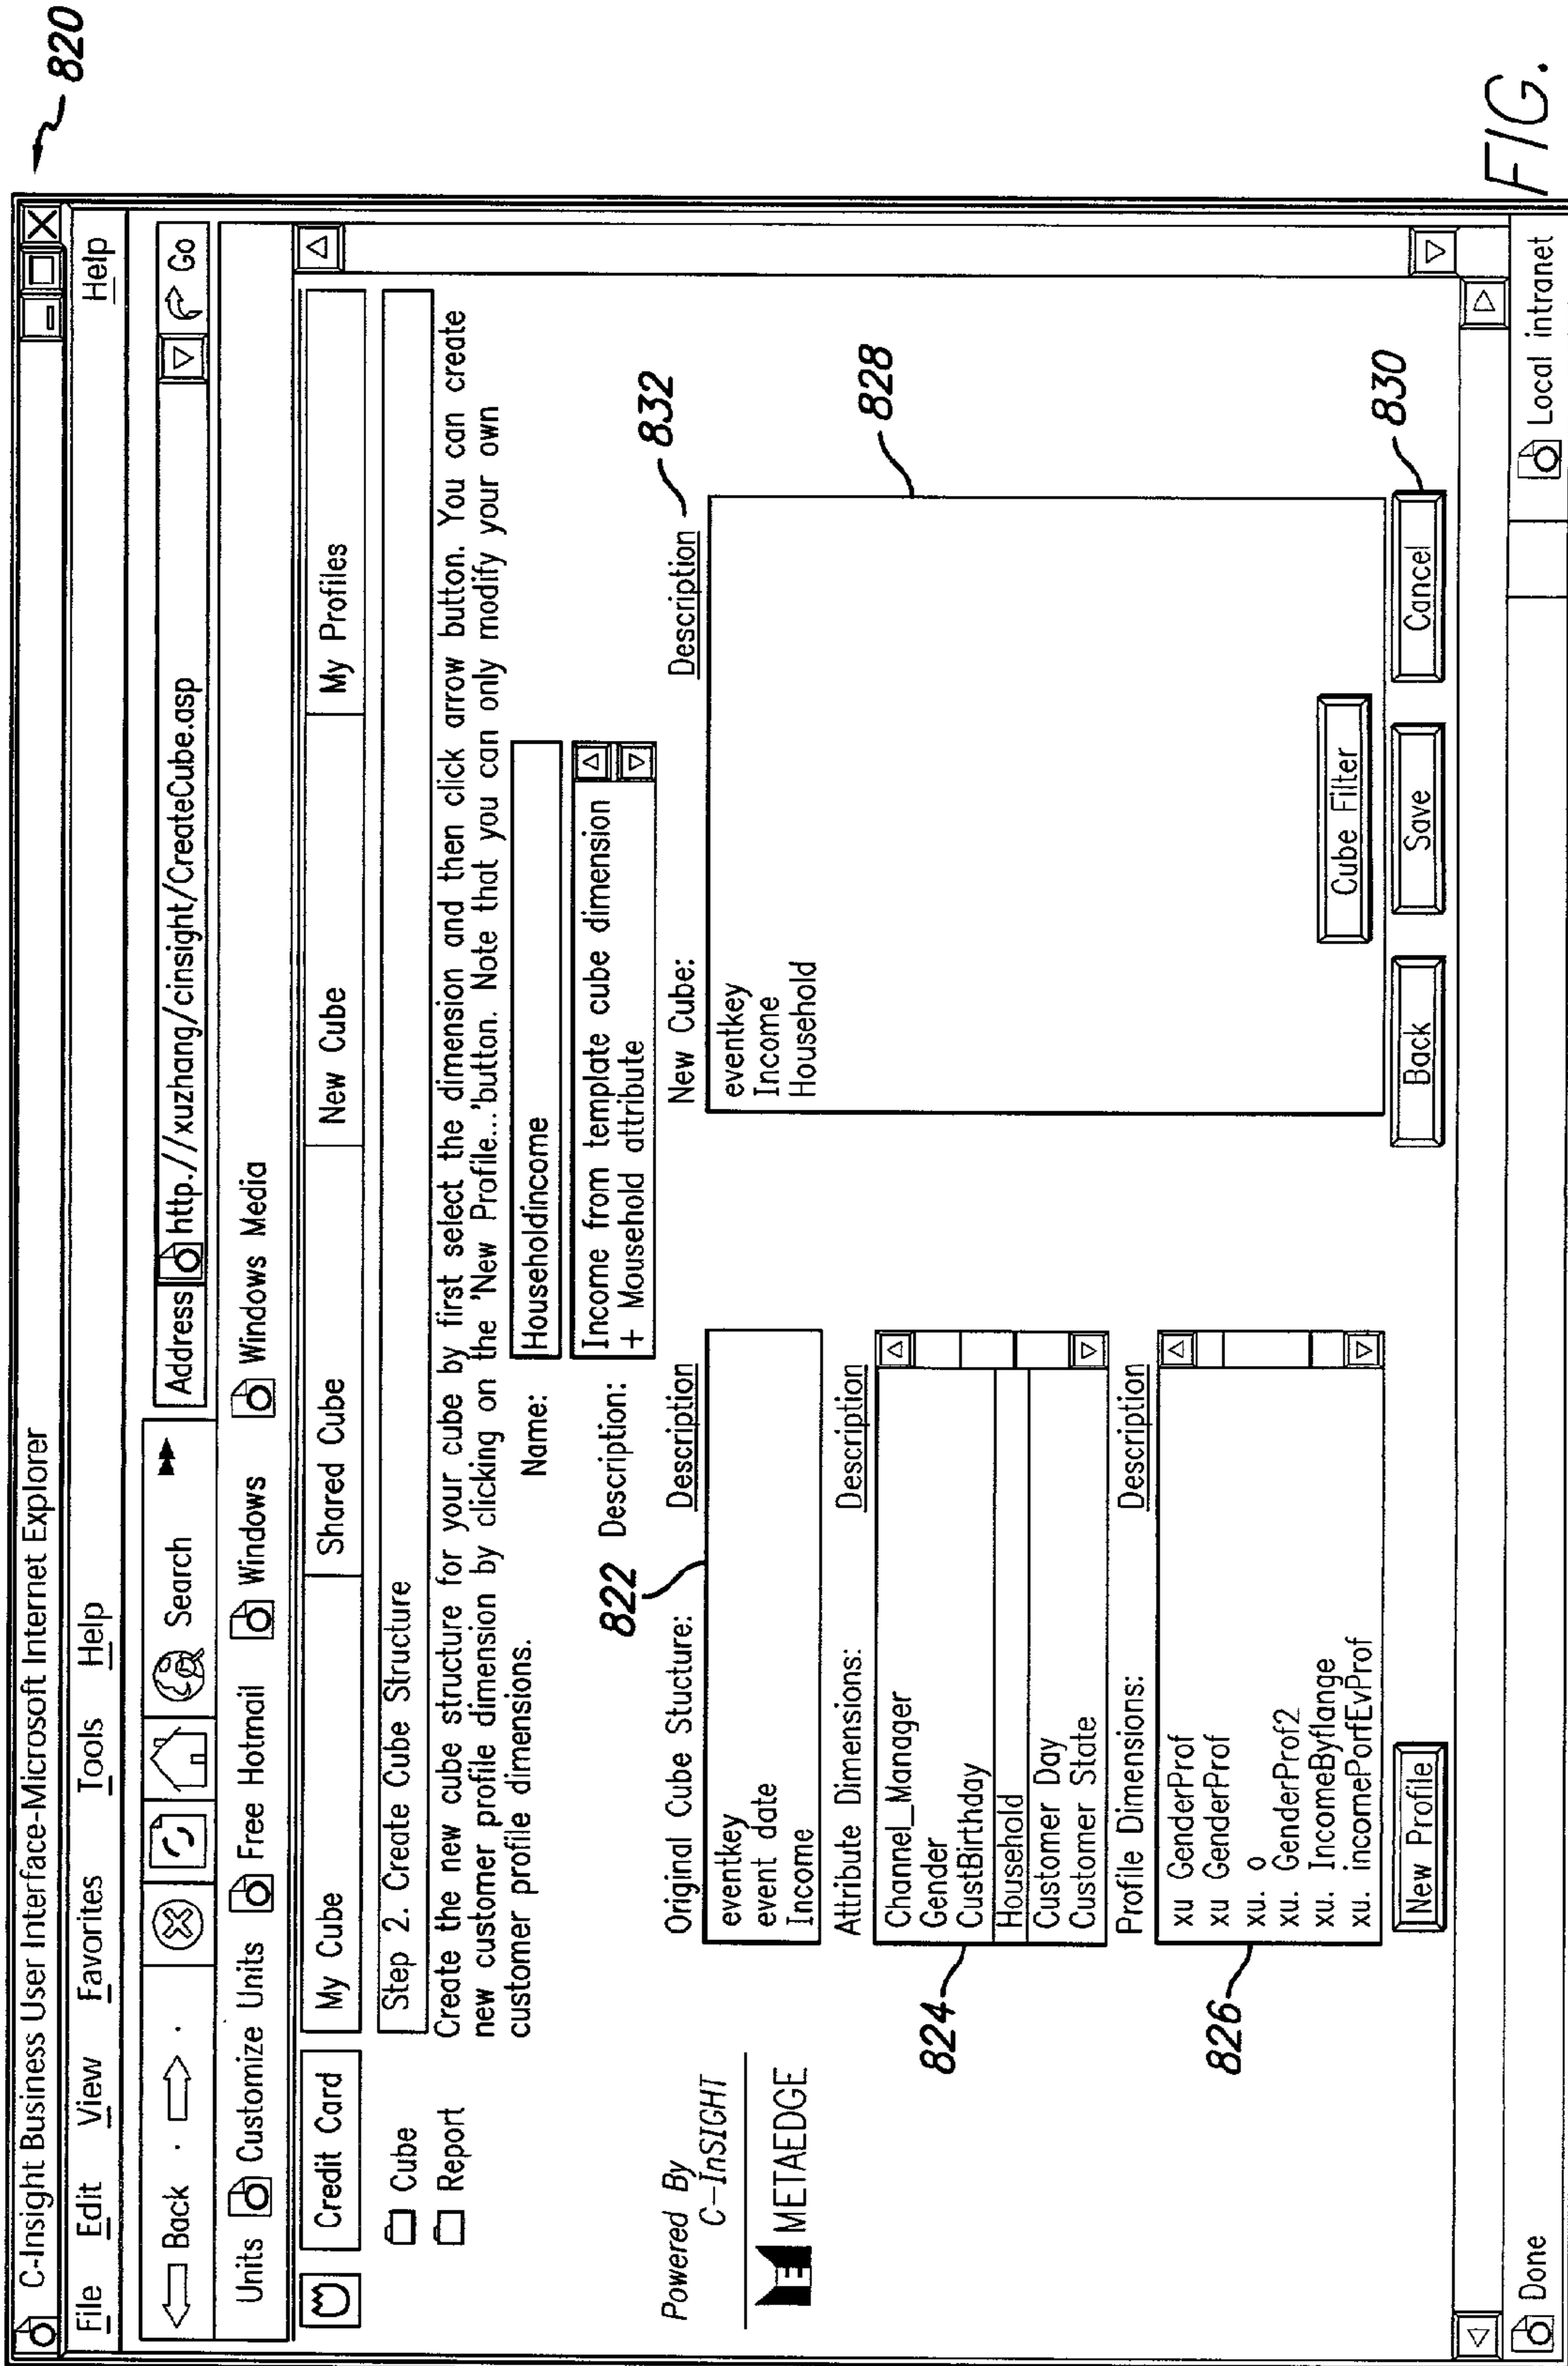 820
C-Insight Business User Interface-Microsoft Internet Explorer
File Edit View Favorites Tools Help Help
Back Search Address http.//xuzhang/cinsight/CreateCube.asp Go
Units Customize Units Free Hotmail Windows Windows Media
Credit Card My Cube Shared Cube New Cube My Profiles
Cube
Report
Step 2. Create Cube Structure
Create the new cube structure for your cube by first select the dimension and then click arrow button. You can create
new customer profile dimension by clicking on the 'New Profile...'button. Note that you can only modify your own
customer profile dimensions.
Name: Householdincome
822 Description: Income from template cube dimension
+ Mousehold attribute
Powered By
C-InSIGHT
METAEDGE
Original Cube Stucture: Description
eventkey
event date
Income
Attribute Dimensions: Description
Channel_Manager
Gender
CustBirthday
Household
Customer Day
Customer State
824
Profile Dimensions: Description
xu GenderProf
xu GenderProf
xu. o
xu. GenderProf2
xu. IncomeByflange
xu. incomePorfEvProf
826
New Profile
New Cube: Description 832
eventkey
Income
Household
828
Cube Filter
Back Save Cancel 830
Done Local intranet
FIG.